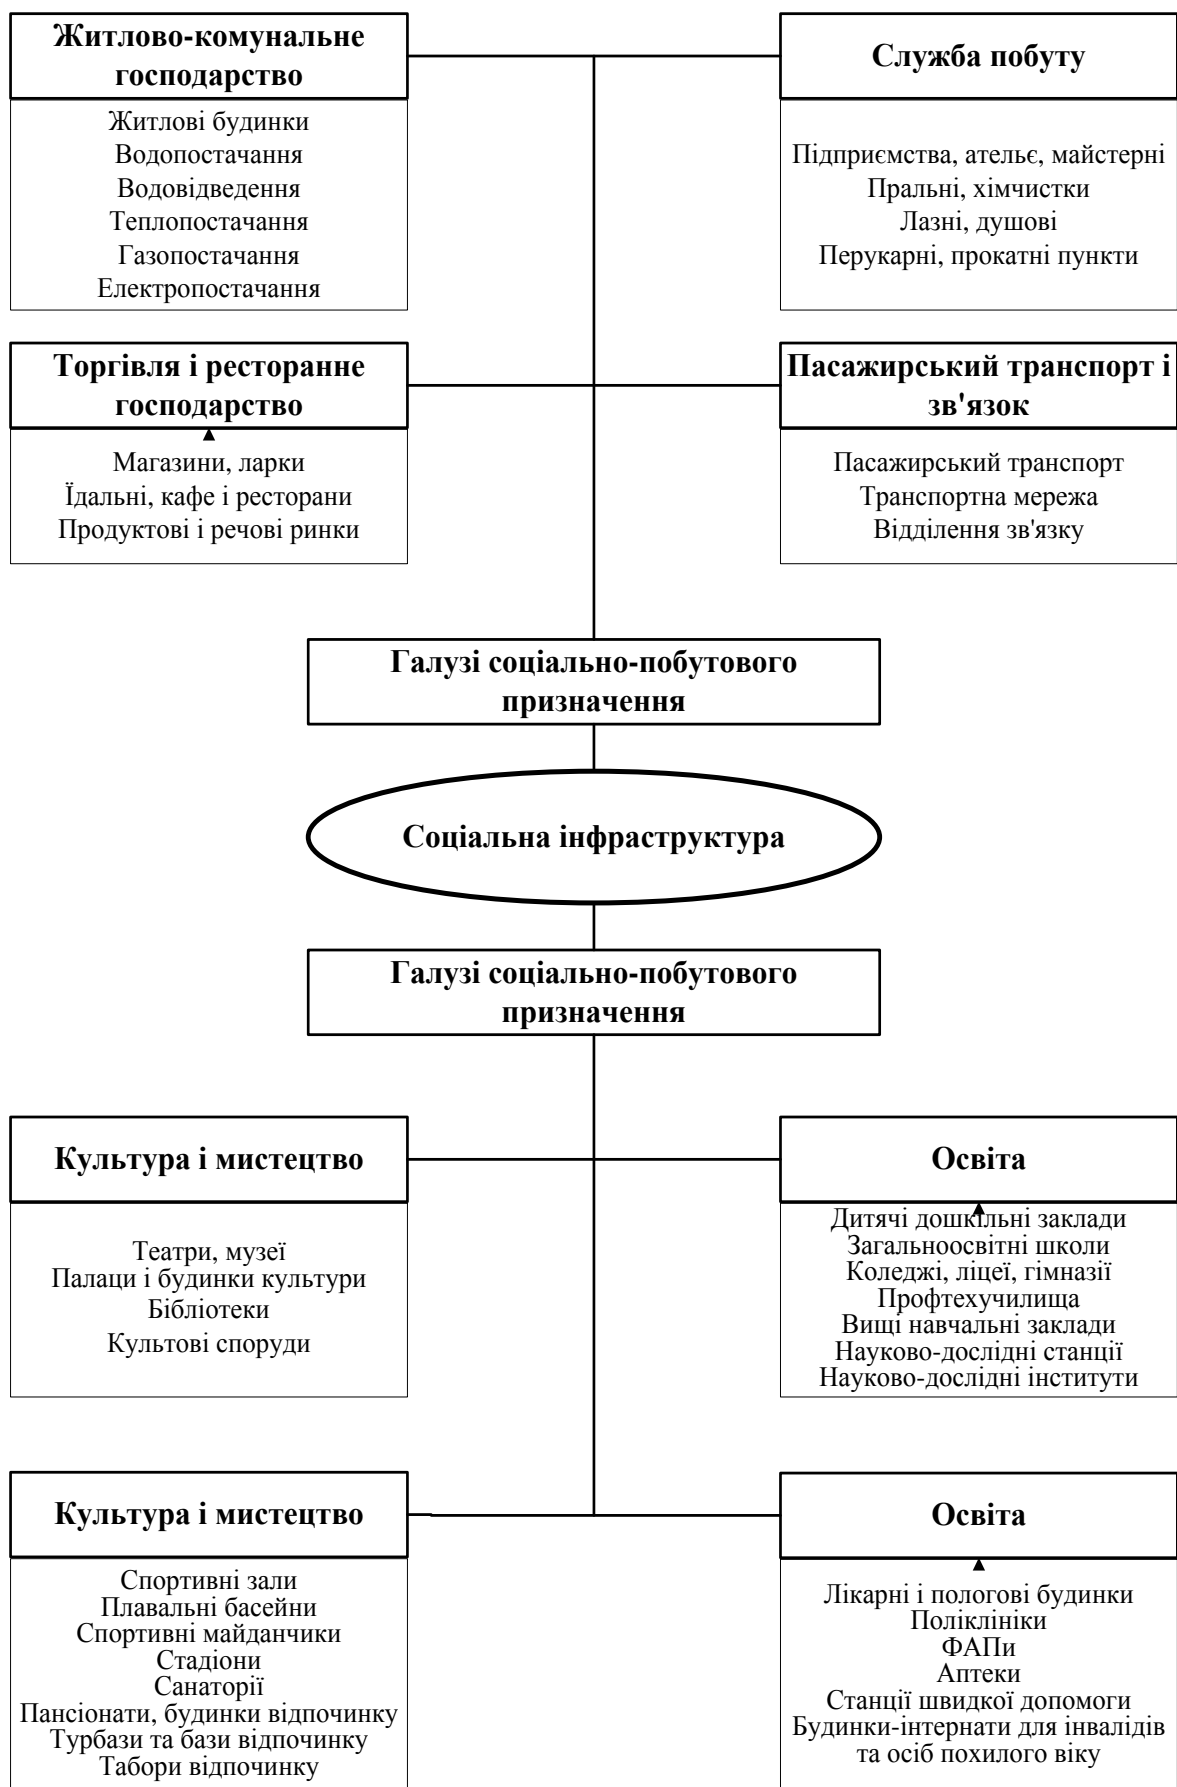 Житлово-комунальне
господарство
Житлові будинки
Водопостачання
Водовідведення
Теплопостачання
Газопостачання
Електропостачання
Служба побуту
Підприємства, ательє, майстерні
Пральні, хімчистки
Лазні, душові
Перукарні, прокатні пункти
Торгівля і ресторанне
господарство
Магазини, ларки
Їдальні, кафе і ресторани
Продуктові і речові ринки
Пасажирський транспорт і
зв'язок
Пасажирський транспорт
Транспортна мережа
Відділення зв'язку
Галузі соціально-побутового
призначення
Соціальна інфраструктура
Галузі соціально-побутового
призначення
Культура і мистецтво
Театри, музеї
Палаци і будинки культури
Бібліотеки
Культові споруди
Освіта
Дитячі дошкільні заклади
Загальноосвітні школи
Коледжі, ліцеї, гімназії
Профтехучилища
Вищі навчальні заклади
Науково-дослідні станції
Науково-дослідні інститути
Культура і мистецтво
Спортивні зали
Плавальні басейни
Спортивні майданчики
Стадіони
Санаторії
Пансіонати, будинки відпочинку
Турбази та бази відпочинку
Табори відпочинку
Освіта
Лікарні і пологові будинки
Поліклініки
ФАПи
Аптеки
Станції швидкої допомоги
Будинки-інтернати для інвалідів
та осіб похилого віку